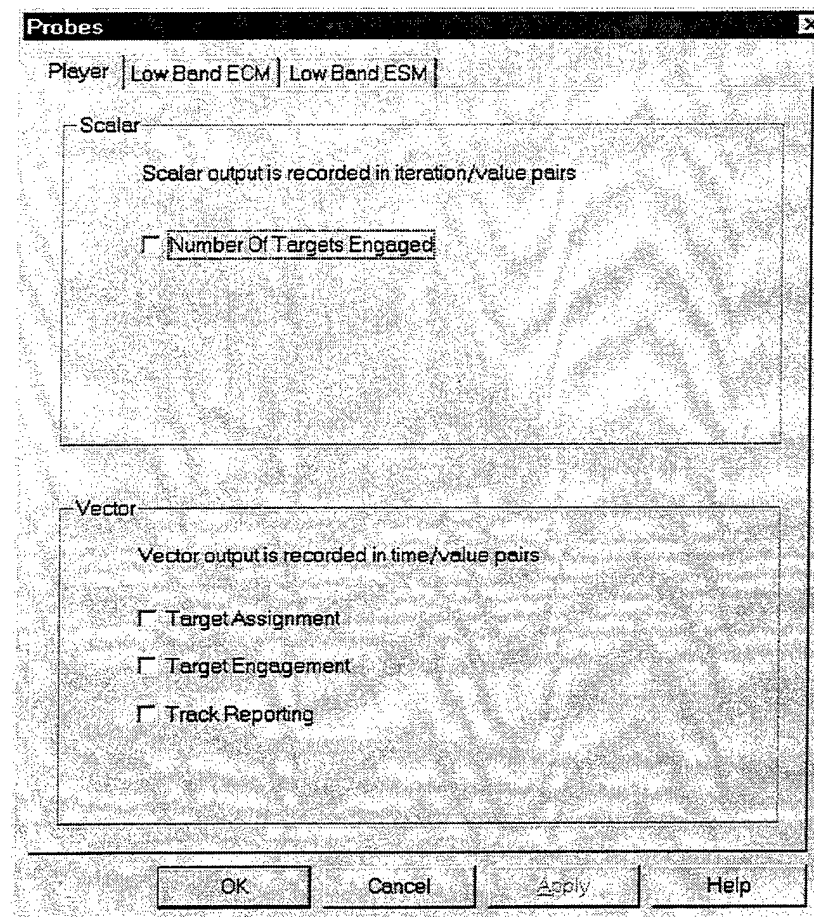 Probes
Player Low Band ECM Low Band ESM
Scalar
Scalar output is recorded in iteration/value pairs
Number Of Targets Engaged
Vector
Vector output is recorded in time/value pairs
Target Assignment
Target Engagement
Track Reporting
OK Cancel Apply Help